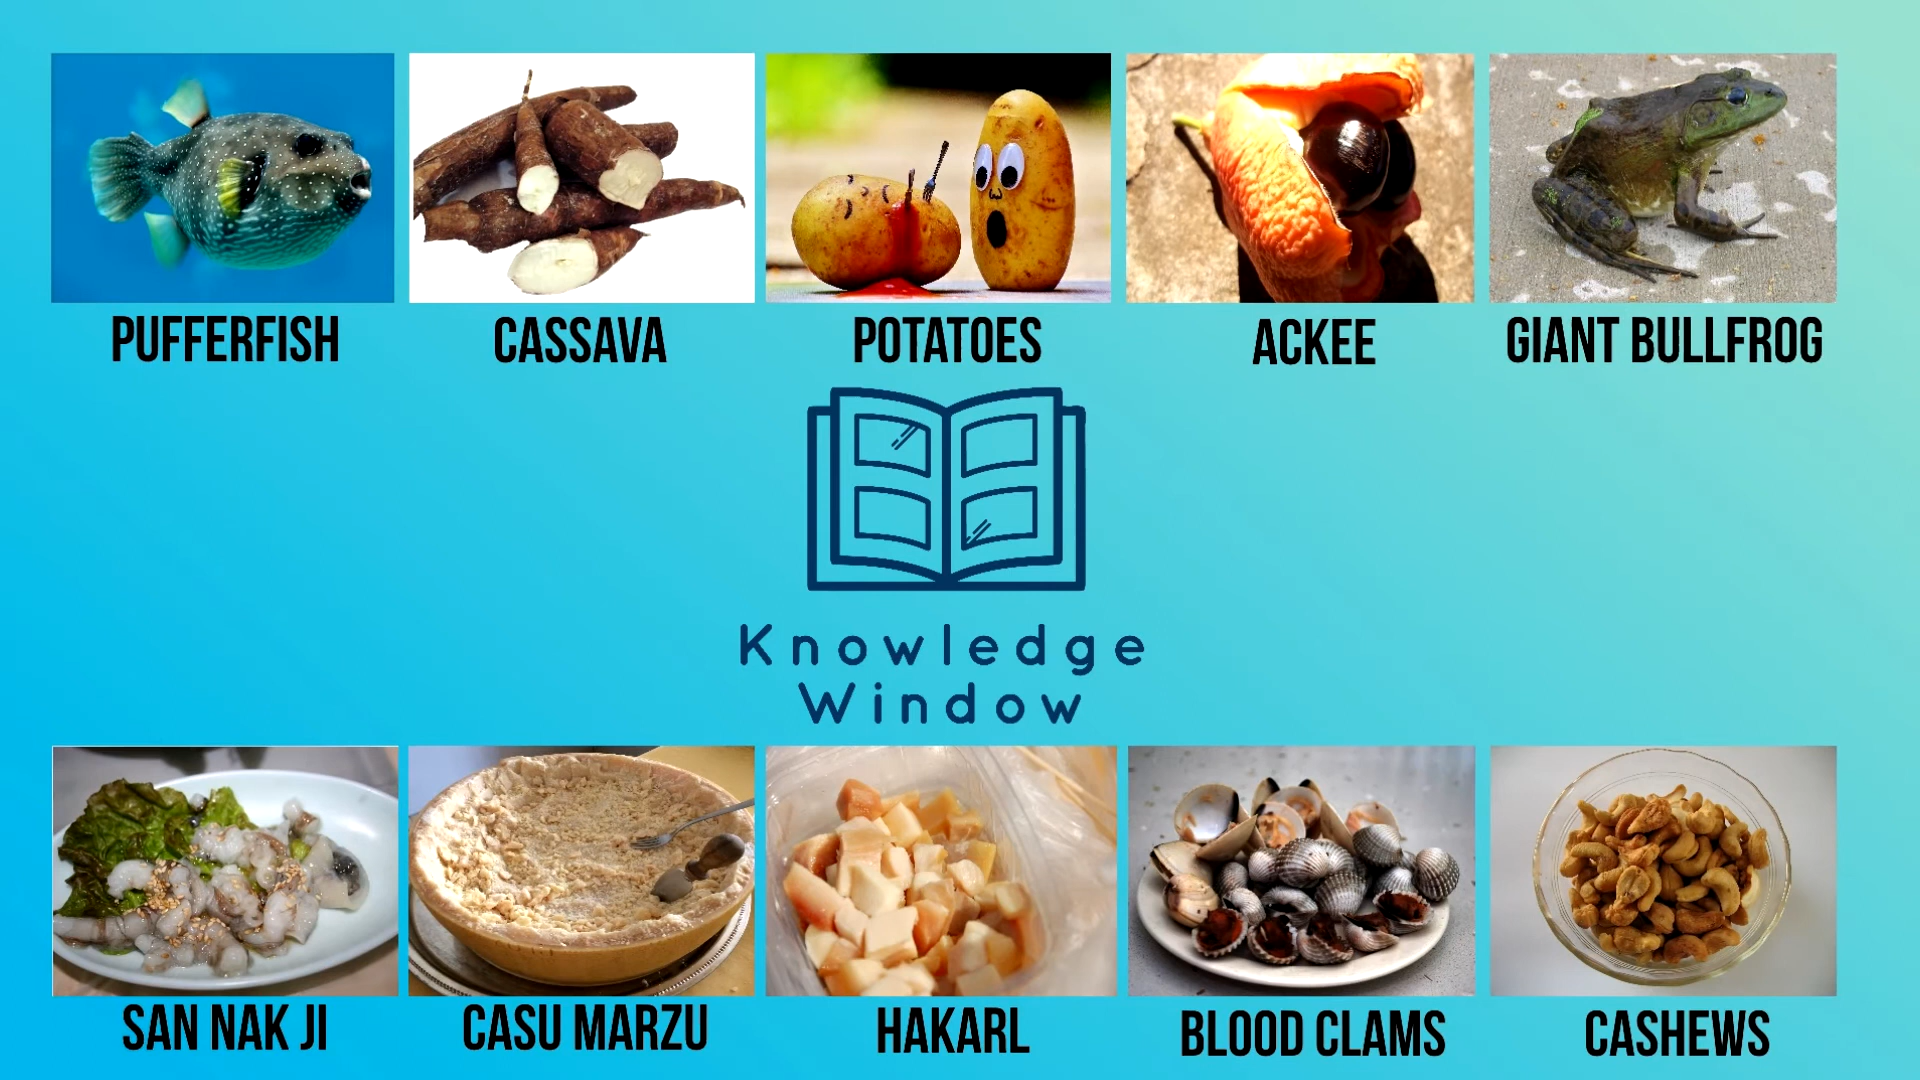 PUFFERFISH
CASSAVA
POTATOES
ACKEE
GIANT BULLFROG
Knowledge
Window
SAN NAK JI
CASU MARZU
HAKARL
BLOOD CLAMS
CASHEWS